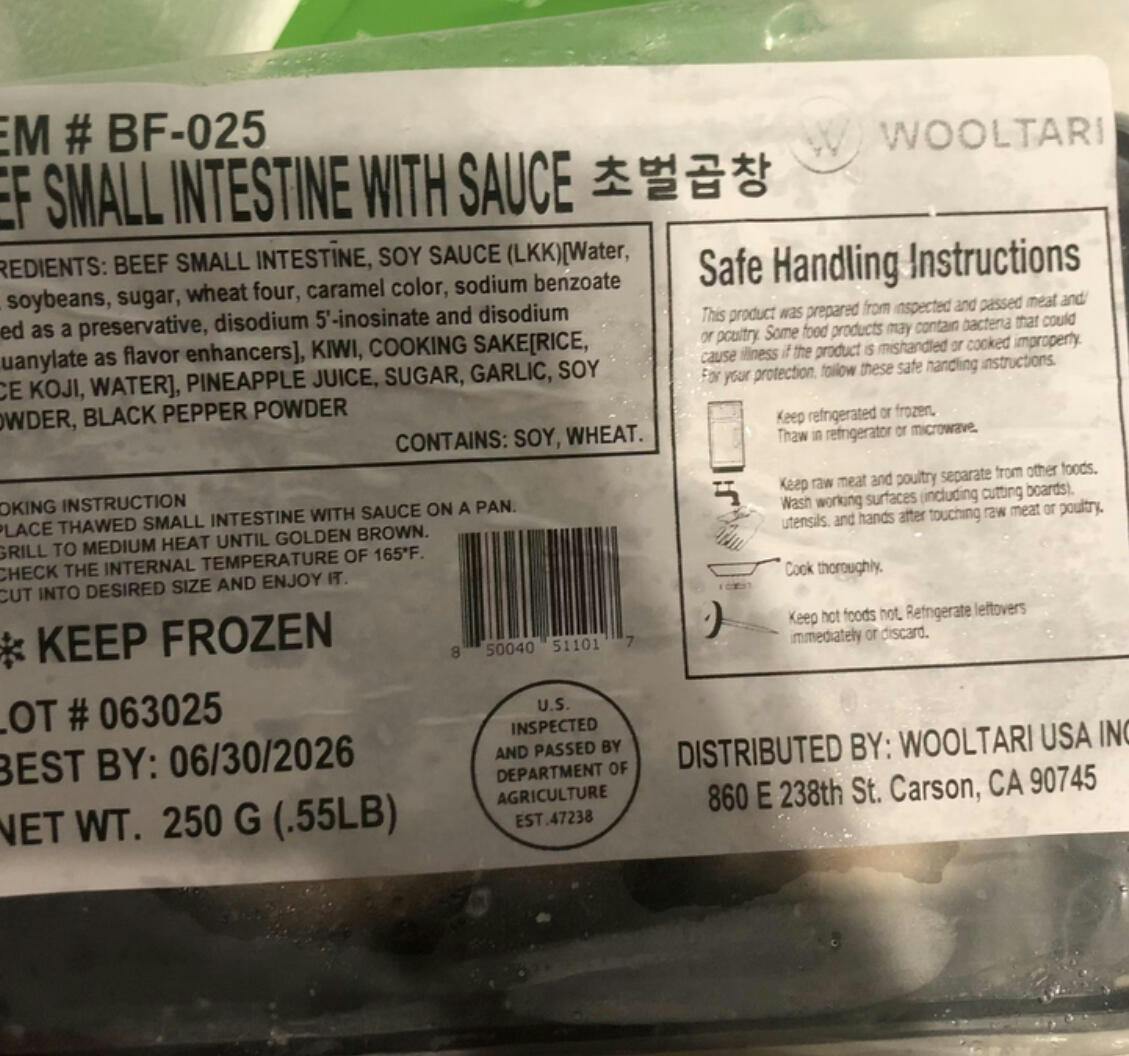 EM # BF-025
EF SMALL INTESTINE WITH SAUCE 초벌곱창
W WOOLTARI
REDIENTS: BEEF SMALL INTESTINE, SOY SAUCE (LKK)[Water,
, soybeans, sugar, wheat four, caramel color, sodium benzoate
ed as a preservative, disodium 5'-inosinate and disodium
uanylate as flavor enhancers], KIWI, COOKING SAKE[RICE,
CE KOJI, WATER], PINEAPPLE JUICE, SUGAR, GARLIC, SOY
OWDER, BLACK PEPPER POWDER
CONTAINS: SOY, WHEAT.
OKING INSTRUCTION
PLACE THAWED SMALL INTESTINE WITH SAUCE ON A PAN.
GRILL TO MEDIUM HEAT UNTIL GOLDEN BROWN.
CHECK THE INTERNAL TEMPERATURE OF 165°F.
CUT INTO DESIRED SIZE AND ENJOY IT.
KEEP FROZEN
8 50040 51101 7
LOT # 063025
BEST BY: 06/30/2026
NET WT. 250 G (.55LB)
U.S.
INSPECTED
AND PASSED BY
DEPARTMENT OF
AGRICULTURE
EST.47238
Safe Handling Instructions
This product was prepared from inspected and passed meat and/
or poultry. Some food products may contain bacteria that could
cause illness if the product is mishandled or cooked improperly.
For your protection, follow these safe handling instructions.
Keep refrigerated or frozen.
Thaw in refrigerator or microwave.
Keep raw meat and poultry separate from other foods.
Wash working surfaces (including cutting boards),
utensils, and hands after touching raw meat or poultry.
Cook thoroughly.
Keep hot foods hot. Refrigerate leftovers
immediately or discard.
DISTRIBUTED BY: WOOLTARI USA INC
860 E 238th St. Carson, CA 90745